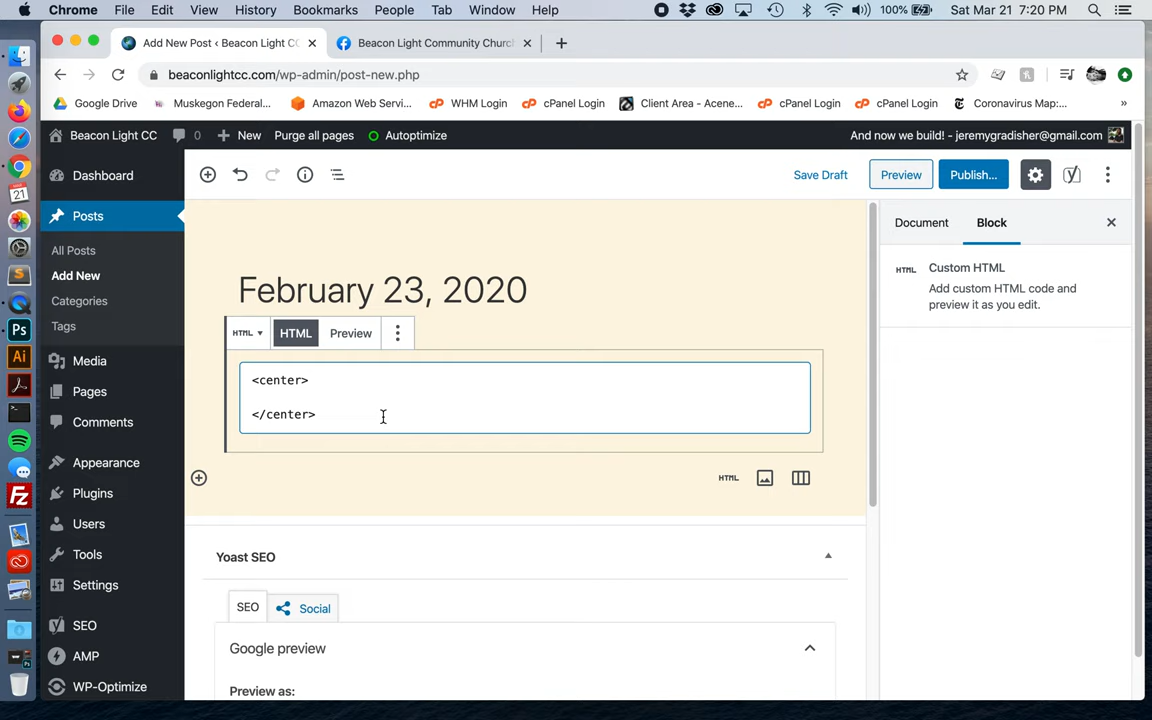 Chrome File Edit View History Bookmarks People Tab Window Help 100% Sat Mar 21 7:20 PM
Add New Post ‹ Beacon Light CC
Beacon Light Community Church
beaconlightcc.com/wp-admin/post-new.php
Google Drive Muskegon Federal... Amazon Web Servi... WHM Login cPanel Login Client Area - Acene... cPanel Login cPanel Login Coronavirus Map:... »
Beacon Light CC 0 New Purge all pages Autoptimize And now we build! - jeremygradisher@gmail.com
Dashboard
Posts
All Posts
Add New
Categories
Tags
Media
Pages
Comments
Appearance
Plugins
Users
Tools
Settings
SEO
AMP
WP-Optimize
Save Draft Preview Publish...
February 23, 2020
HTML HTML Preview
<center>
</center>
HTML
Yoast SEO
SEO Social
Google preview
Preview as:
Document Block
HTML Custom HTML
Add custom HTML code and
preview it as you edit.
21
Ps
Ai
Fz